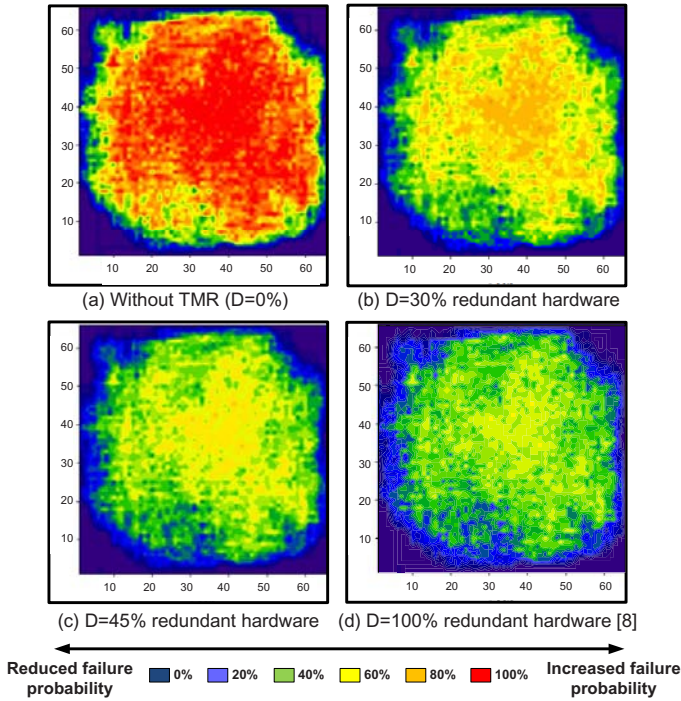 60
50
40
30
20
10
10 20 30 40 50 60
(a) Without TMR (D=0%)
60
50
40
30
20
10
10 20 30 40 50 60
(b) D=30% redundant hardware
60
50
40
30
20
10
10 20 30 40 50 60
(c) D=45% redundant hardware
60
50
40
30
20
10
10 20 30 40 50 60
(d) D=100% redundant hardware [8]
Reduced failure
probability
0% 20% 40% 60% 80% 100%
Increased failure
probability